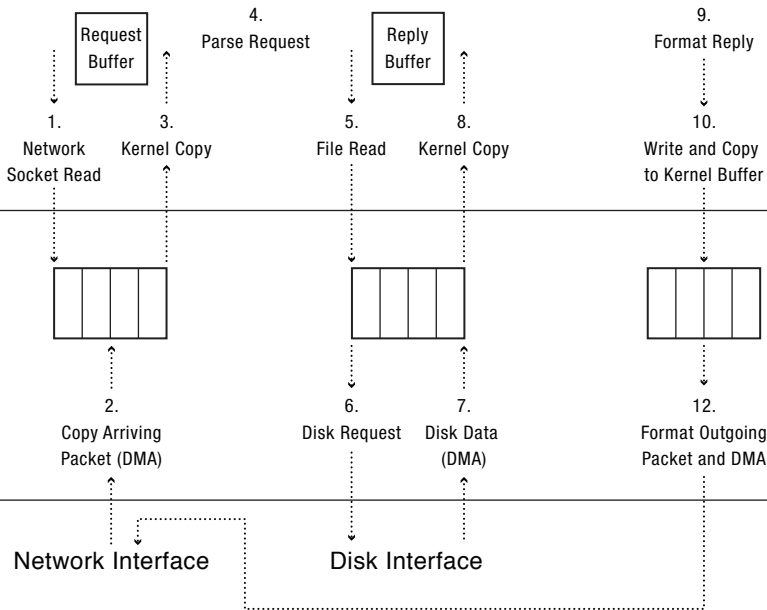 Request
Buffer
4.
Parse Request
Reply
Buffer
9.
Format Reply
1.
Network
Socket Read
3.
Kernel Copy
5.
File Read
8.
Kernel Copy
10.
Write and Copy
to Kernel Buffer
2.
Copy Arriving
Packet (DMA)
6.
Disk Request
7.
Disk Data
(DMA)
12.
Format Outgoing
Packet and DMA
Network Interface
Disk Interface